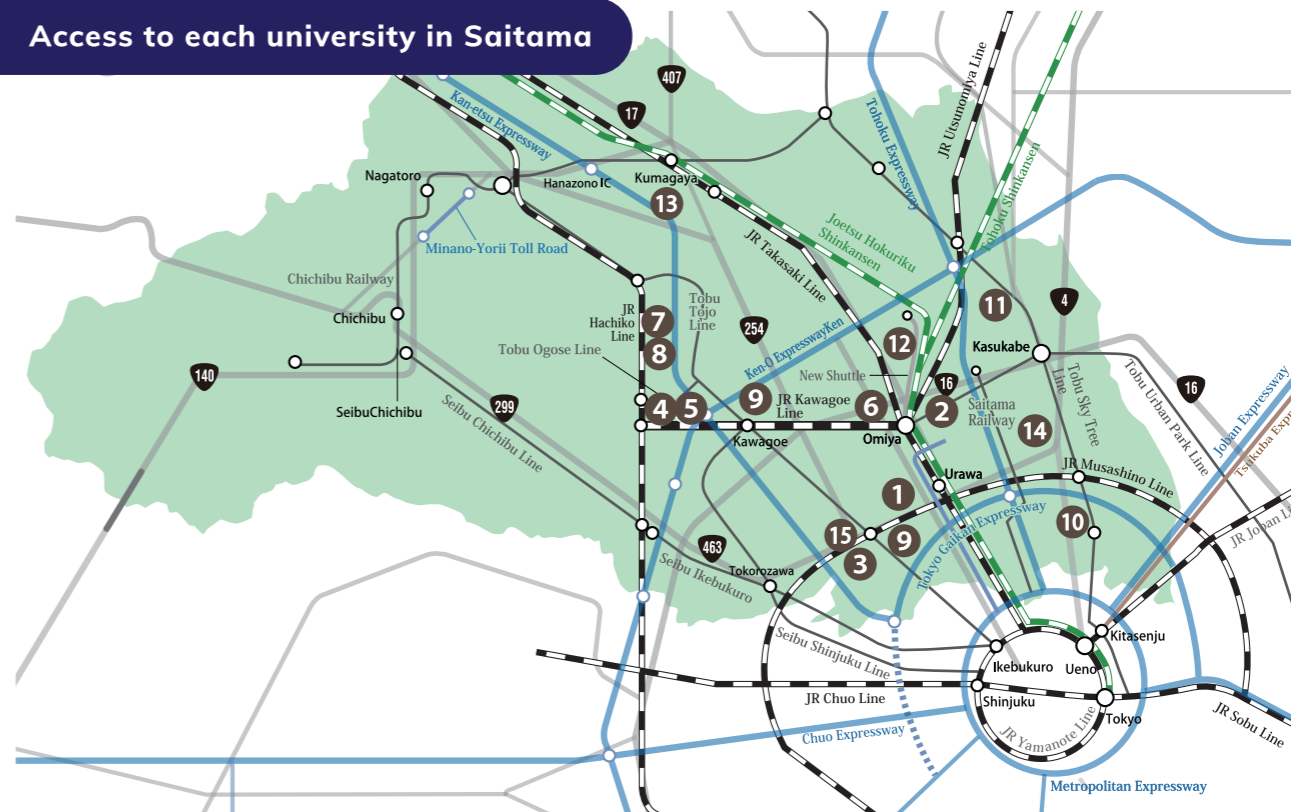 Access to each university in Saitama
407
17
Kan-etsu Expressway
Tohoku Expressway
JR Utsunomiya Line
Tohoku Shinkansen
Nagatoro
Hanazono IC
Kumagaya
13
Minano-Yorii Toll Road
Joetsu Hokuriku
Shinkansen
JR Takasaki Line
Chichibu Railway
Chichibu
JR
Hachiko
Line
7
8
Tobu
Tojo
Line
254
Tobu Ogose Line
Ken-O ExpresswayKen
11
4
12
Kasukabe
New Shuttle
16
140
SeibuChichibu
299
Seibu Chichibu Line
4
5
9
JR Kawagoe
Line
6
2
Saitama
Railway
14
Tobu Sky Tree
Line
Tobu Urban Park Line
16
Joban Expressway
Kawagoe
Omiya
Urawa
JR Musashino Line
1
10
JR Joban
15
9
3
Tokyo Gaikan Expressway
463
Tokorozawa
Seibu Ikebukuro
Seibu Shinjuku Line
Kitasenju
Ikebukuro
Ueno
JR Chuo Line
Shinjuku
Tokyo
JR Yamanote Line
JR Sobu Line
Chuo Expressway
Metropolitan Expressway